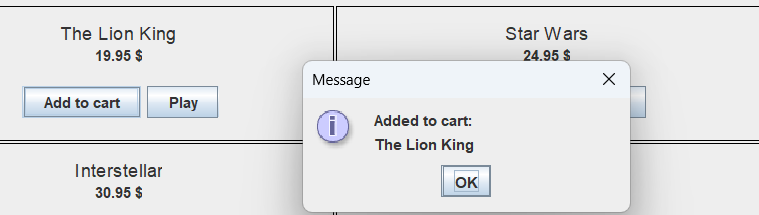 The Lion King
19.95 $
Add to cart
Play
Star Wars
24.95 $
Message
Added to cart:
The Lion King
OK
Interstellar
30.95 $